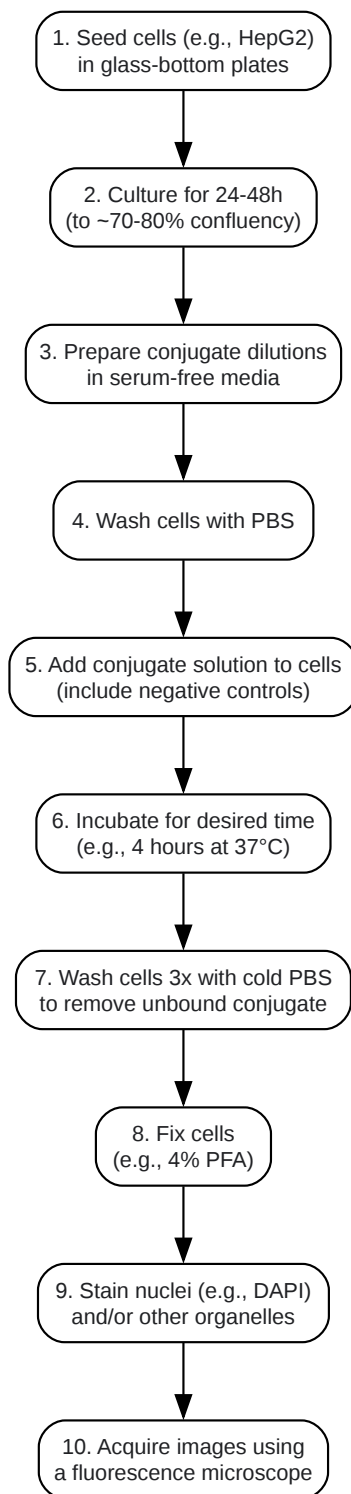 1. Seed cells (e.g., HepG2)
in glass-bottom plates
2. Culture for 24-48h
(to ~70-80% confluency)
3. Prepare conjugate dilutions
in serum-free media
4. Wash cells with PBS
5. Add conjugate solution to cells
(include negative controls)
6. Incubate for desired time
(e.g., 4 hours at 37°C)
7. Wash cells 3x with cold PBS
to remove unbound conjugate
8. Fix cells
(e.g., 4% PFA)
9. Stain nuclei (e.g., DAPI)
and/or other organelles
10. Acquire images using
a fluorescence microscope